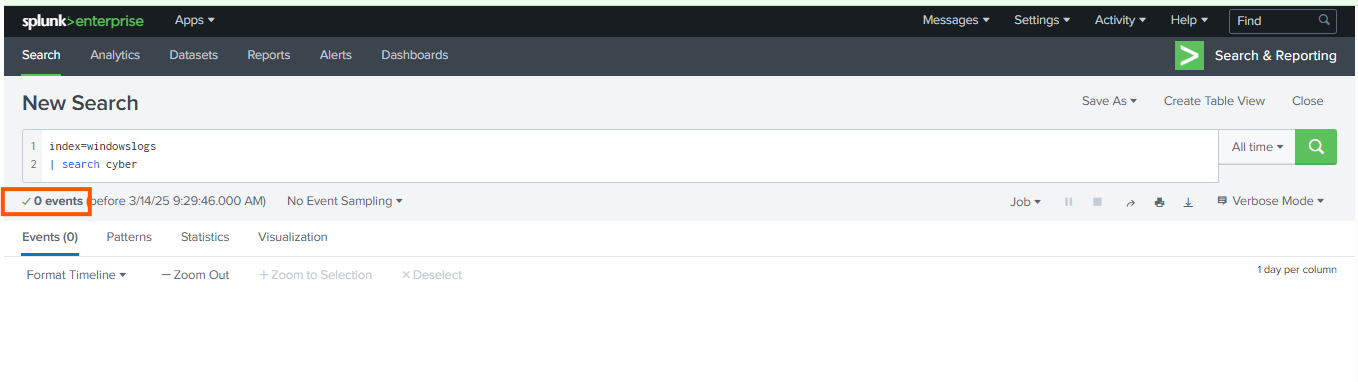 splunk>enterprise Apps Messages Settings Activity Help Find
Search Analytics Datasets Reports Alerts Dashboards Search & Reporting
New Search Save As Create Table View Close
1 index=windowslogs All time
2 | search cyber
✓ 0 events (before 3/14/25 9:29:46.000 AM) No Event Sampling Job Verbose Mode
Events (0) Patterns Statistics Visualization
Format Timeline — Zoom Out + Zoom to Selection × Deselect 1 day per column